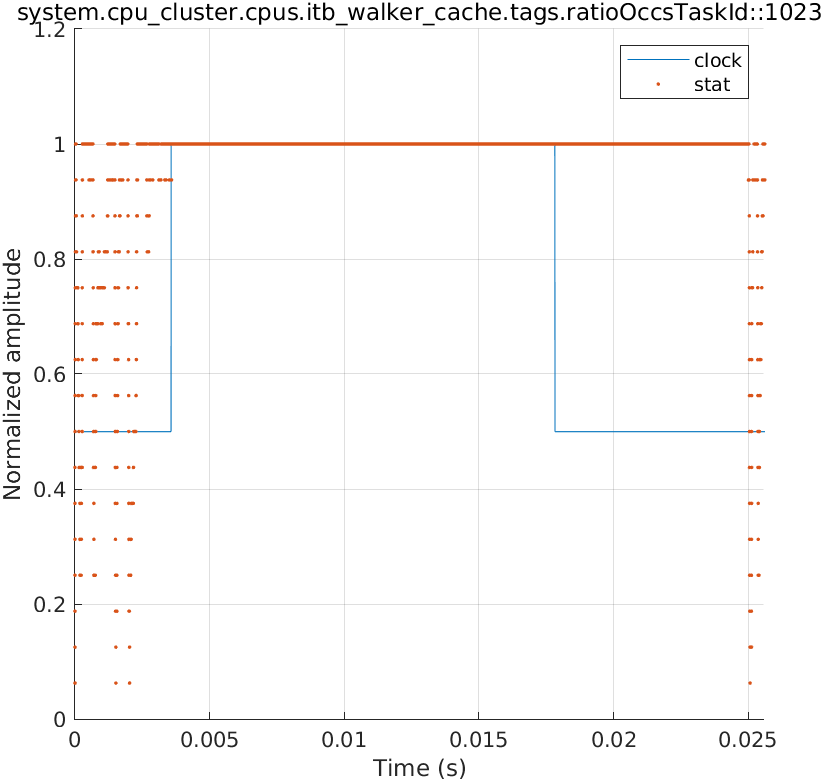 system.cpu_cluster.cpus.itb_walker_cache.tags.ratioOccsTaskId::1023
1.2
clock
stat
1
0.8
0.6
0.4
0.2
0
Normalized amplitude
0 0.005 0.01 0.015 0.02 0.025
Time (s)